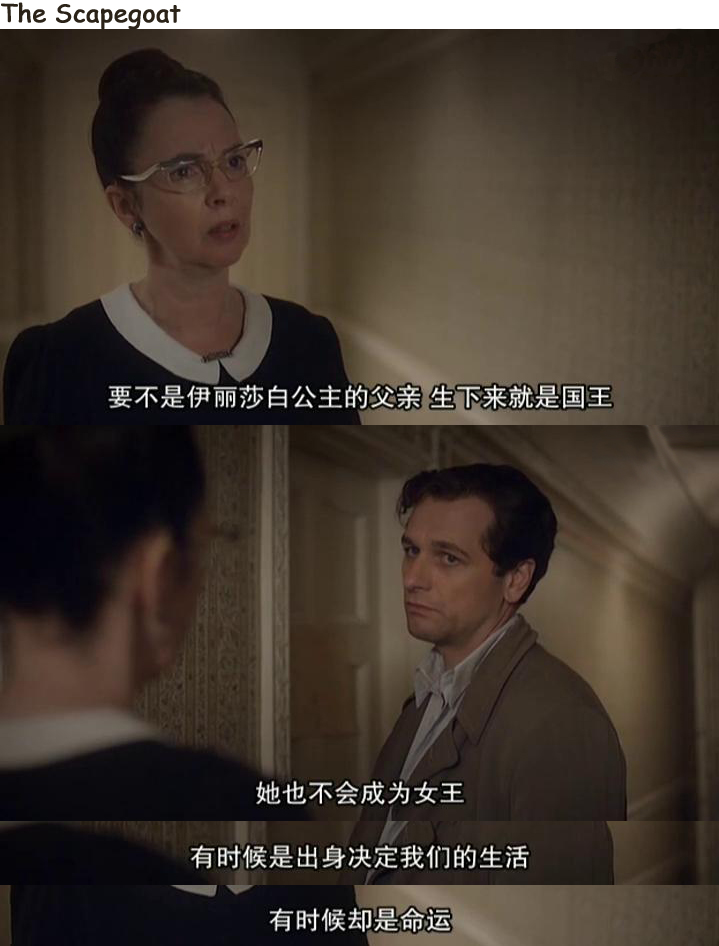 The Scapegoat
要不是伊丽莎白公主的父亲 生下来就是国王
她也不会成为女王
有时候是出身决定我们的生活
有时候却是命运